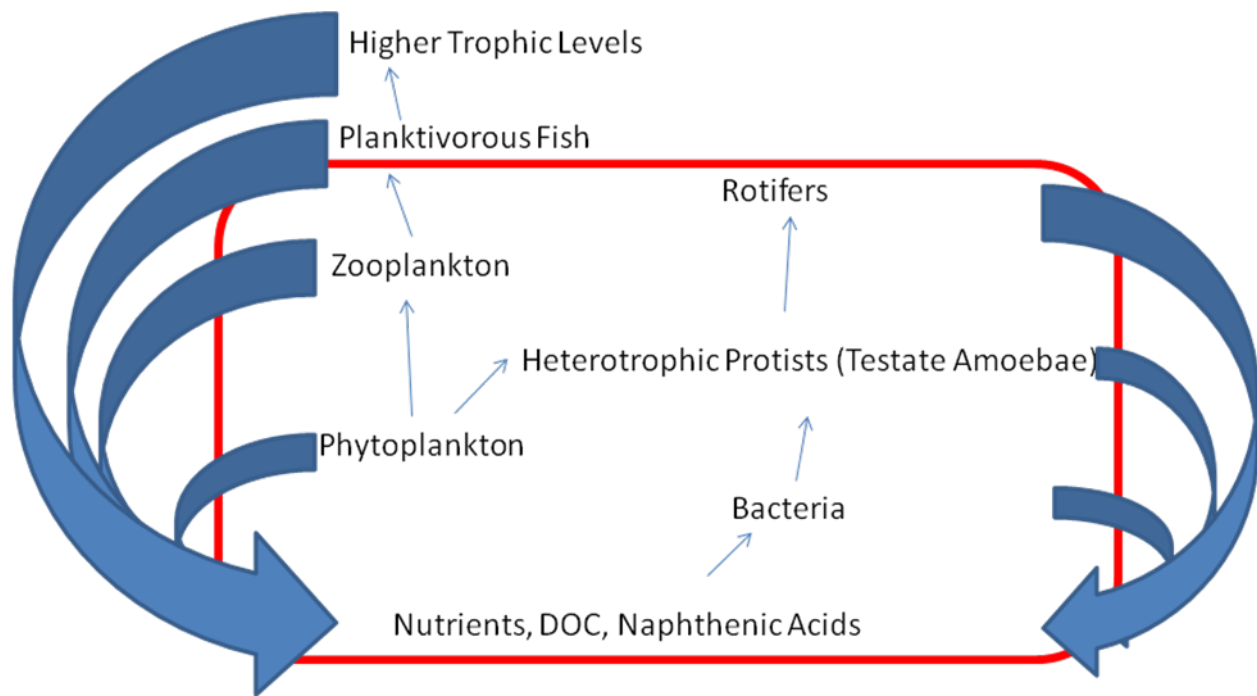 Higher Trophic Levels
Planktivorous Fish
Rotifers
Zooplankton
Heterotrophic Protists (Testate Amoebae)
Phytoplankton
Bacteria
Nutrients, DOC, Naphthenic Acids